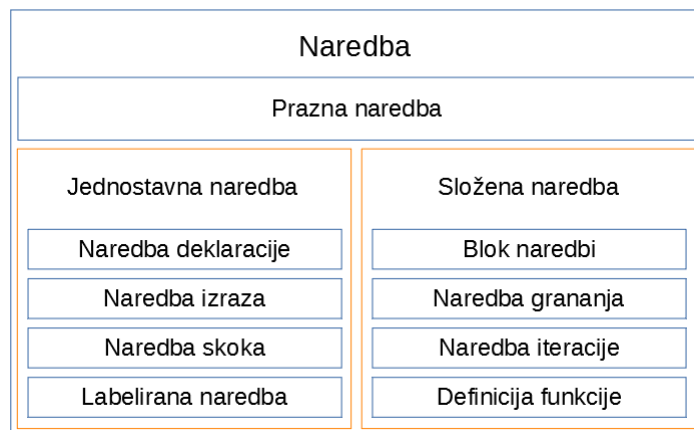 Naredba
Prazna naredba
Jednostavna naredba
Naredba deklaracije
Naredba izraza
Naredba skoka
Labelirana naredba
Složena naredba
Blok naredbi
Naredba grananja
Naredba iteracije
Definicija funkcije